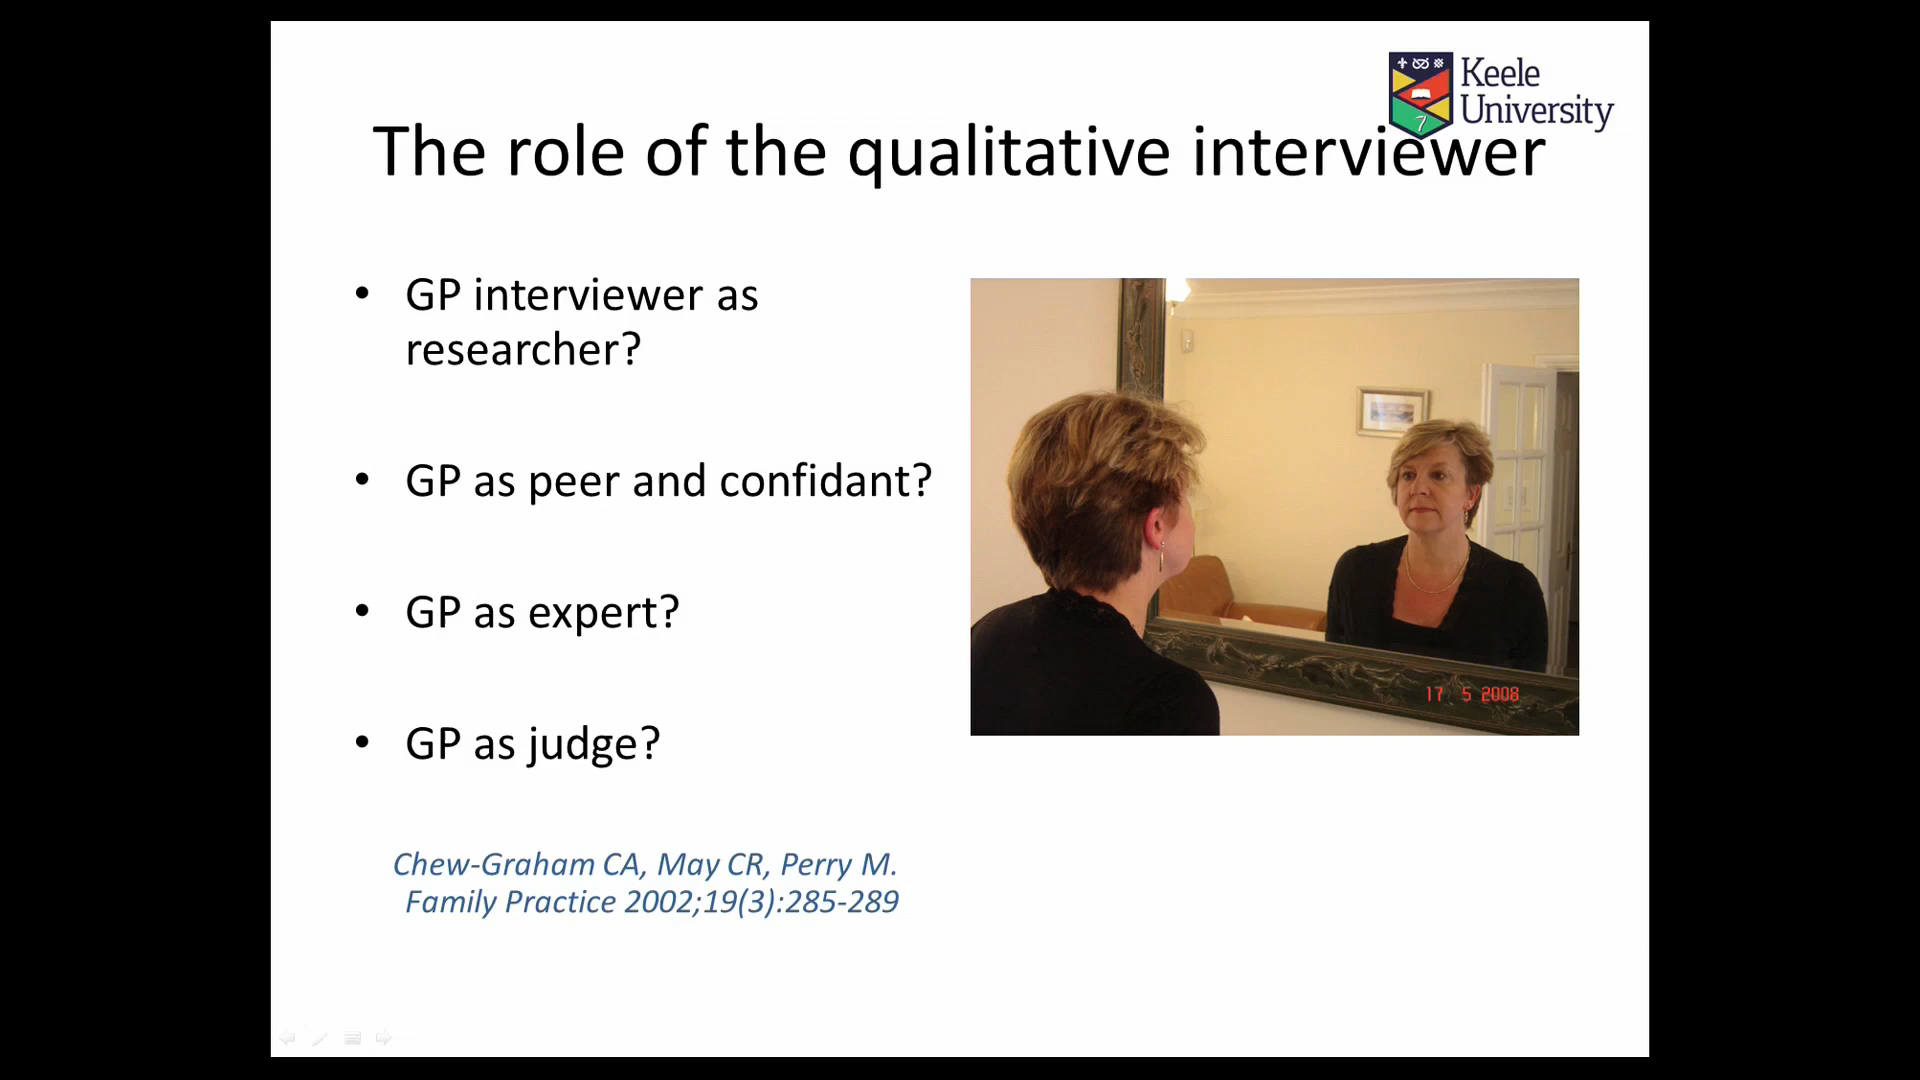 Keele
University
The role of the qualitative interviewer
• GP interviewer as
researcher?
• GP as peer and confidant?
• GP as expert?
• GP as judge?
Chew-Graham CA, May CR, Perry M.
Family Practice 2002;19(3):285-289
17 5 2008